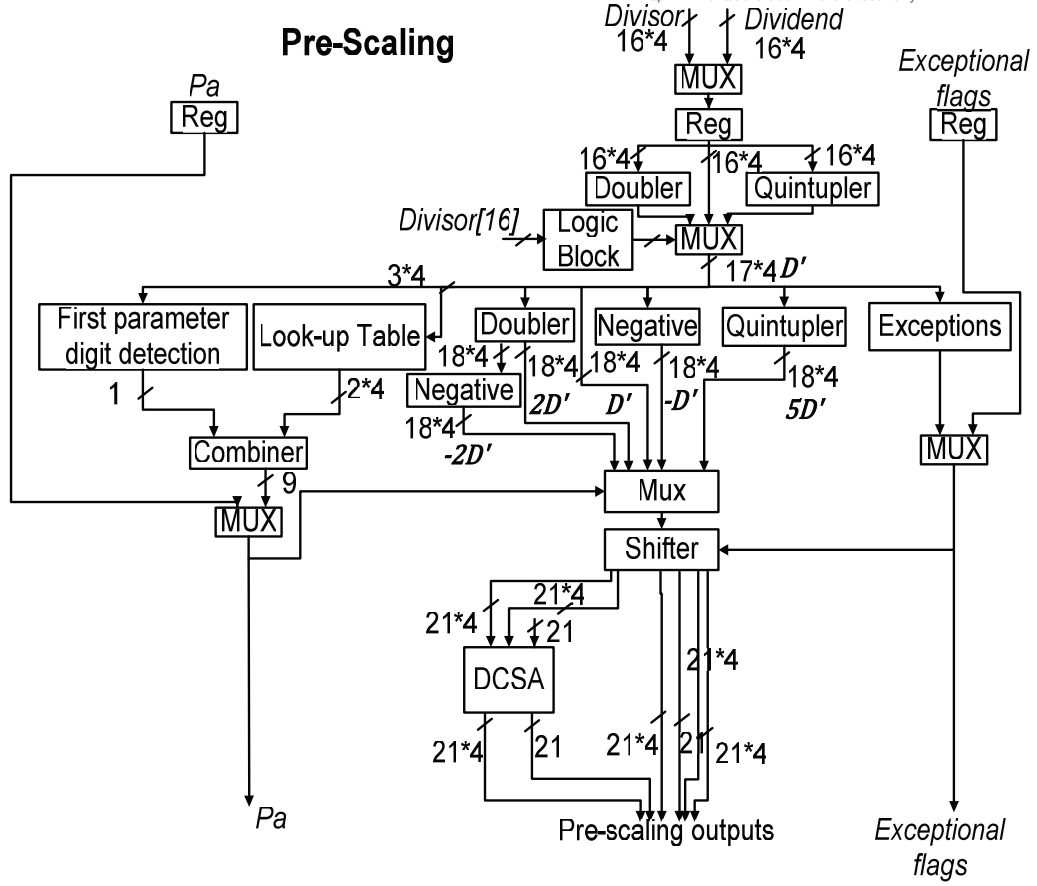 Pre-Scaling
Divisor
16*4
Dividend
16*4
MUX
Reg
Pa
Reg
Exceptional
flags
Reg
16*4
16*4
16*4
Doubler
Quintupler
Divisor[16]
Logic
Block
MUX
17*4 D'
3*4
First parameter
digit detection
Look-up Table
Doubler
Negative
Quintupler
Exceptions
18*4
18*4
18*4
18*4
18*4
Negative
2D'
D'
-D'
5D'
1
2*4
18*4
-2D'
Combiner
9
MUX
MUX
Mux
Shifter
21*4
21*4
21
DCSA
21*4
21*4
21
21*4
21
21*4
Pa
Pre-scaling outputs
Exceptional
flags